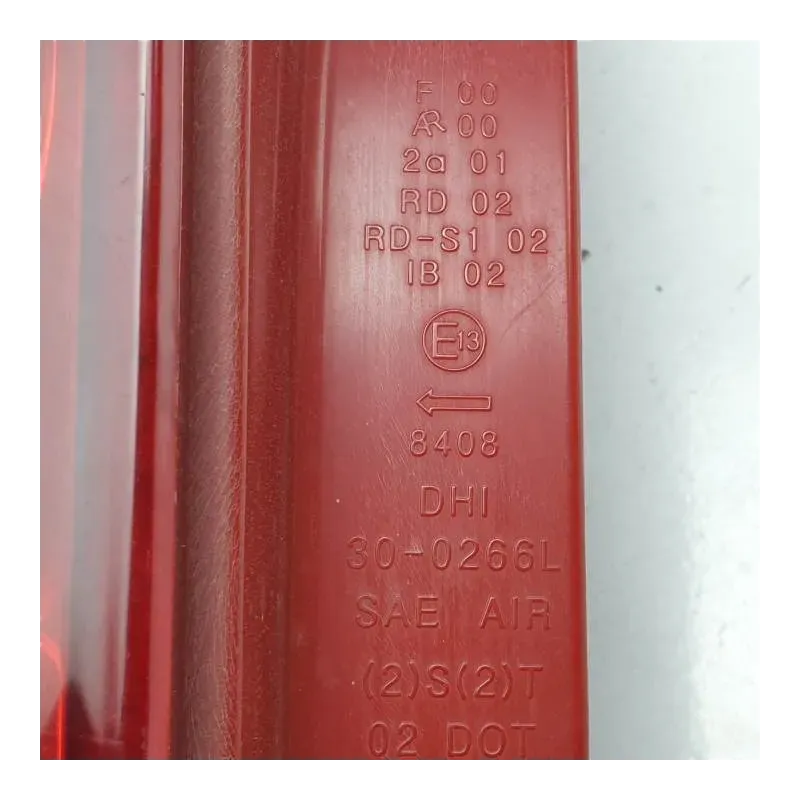 F 00
AR 00
2a 01
RD 02
RD-S1 02
IB 02
E13
8408
DHI
30-0266L
SAE AIR
(2)S(2)T
02 DOT